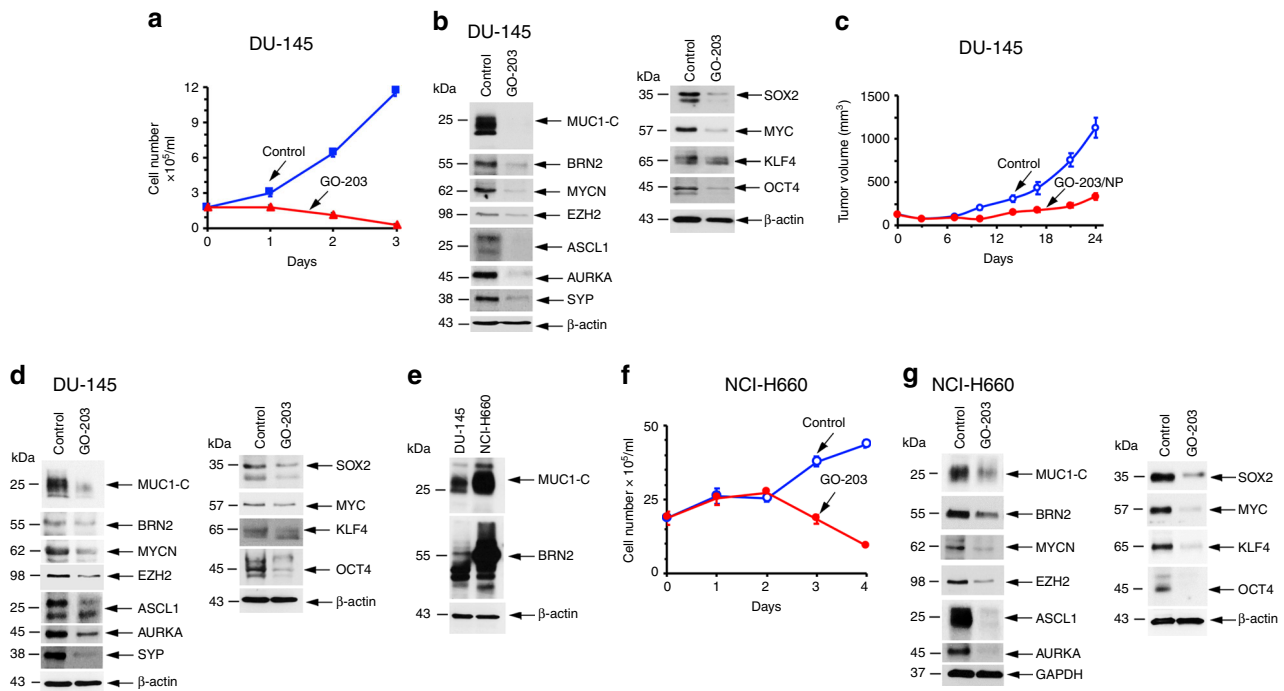 a
DU-145
Cell number
×10⁵/ml
12
9
6
3
0
Control
GO-203
0 1 2 3
Days
b
DU-145
kDa
Control
GO-203
25
MUC1-C
55
BRN2
62
MYCN
98
EZH2
25
ASCL1
45
AURKA
38
SYP
43
β-actin
kDa
Control
GO-203
35
SOX2
57
MYC
65
KLF4
45
OCT4
43
β-actin
c
DU-145
Tumor volume (mm³)
1500
1000
500
0
Control
GO-203/NP
0 6 12 18 24
Days
d
DU-145
kDa
Control
GO-203
25
MUC1-C
55
BRN2
62
MYCN
98
EZH2
25
ASCL1
45
AURKA
38
SYP
43
β-actin
kDa
Control
GO-203
35
SOX2
57
MYC
65
KLF4
45
OCT4
43
β-actin
e
kDa
DU-145
NCI-H660
25
MUC1-C
55
BRN2
43
β-actin
f
NCI-H660
Cell number × 10⁵/ml
50
25
0
Control
GO-203
0 1 2 3 4
Days
g
NCI-H660
kDa
Control
GO-203
25
MUC1-C
55
BRN2
45
MYCN
98
EZH2
25
ASCL1
45
AURKA
37
GAPDH
kDa
Control
GO-203
35
SOX2
57
MYC
65
KLF4
45
OCT4
43
β-actin